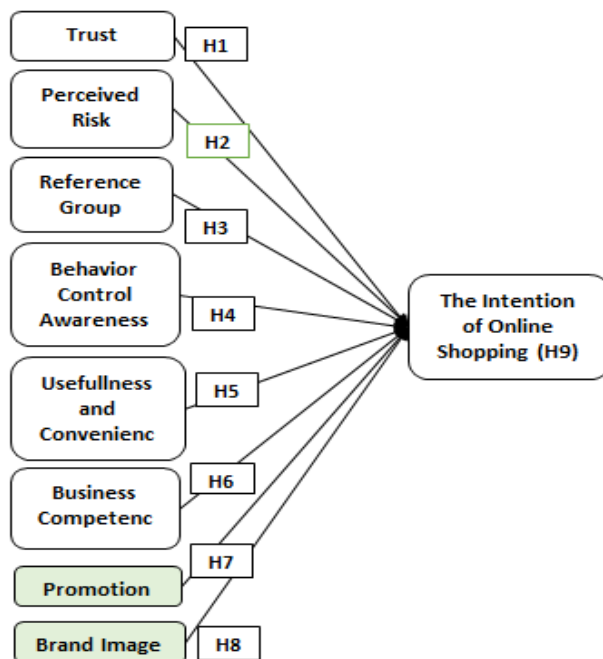 Trust
H1
Perceived
Risk
H2
Reference
Group
H3
Behavior
Control
Awareness
H4
Usefullness
and
Convenienc
H5
Business
Competenc
H6
Promotion
H7
Brand Image
H8
The Intention
of Online
Shopping (H9)